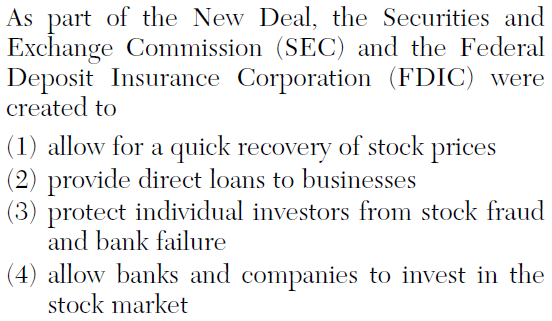 As part of the New Deal, the Securities and
Exchange Commission (SEC) and the Federal
Deposit Insurance Corporation (FDIC) were
created to
(1) allow for a quick recovery of stock prices
(2) provide direct loans to businesses
(3) protect individual investors from stock fraud
and bank failure
(4) allow banks and companies to invest in the
stock market